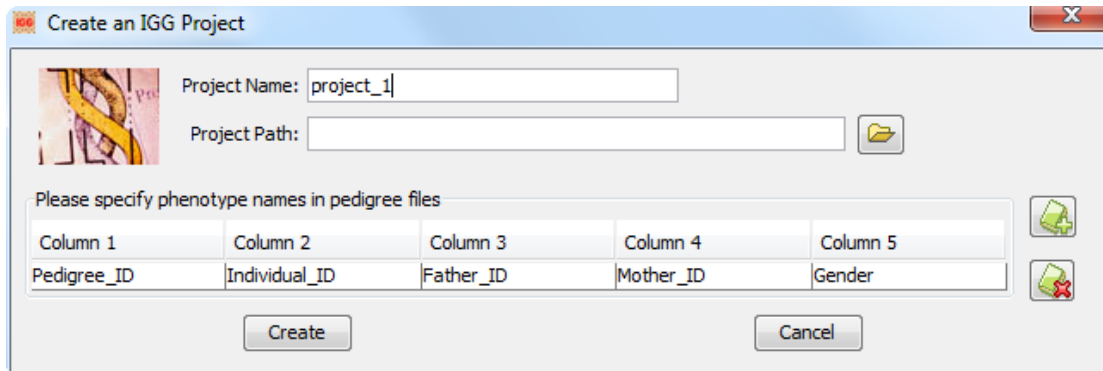 IGG Create an IGG Project X
Project Name: project_1
Project Path:
Please specify phenotype names in pedigree files
Column 1 Column 2 Column 3 Column 4 Column 5
Pedigree_ID Individual_ID Father_ID Mother_ID Gender
Create Cancel